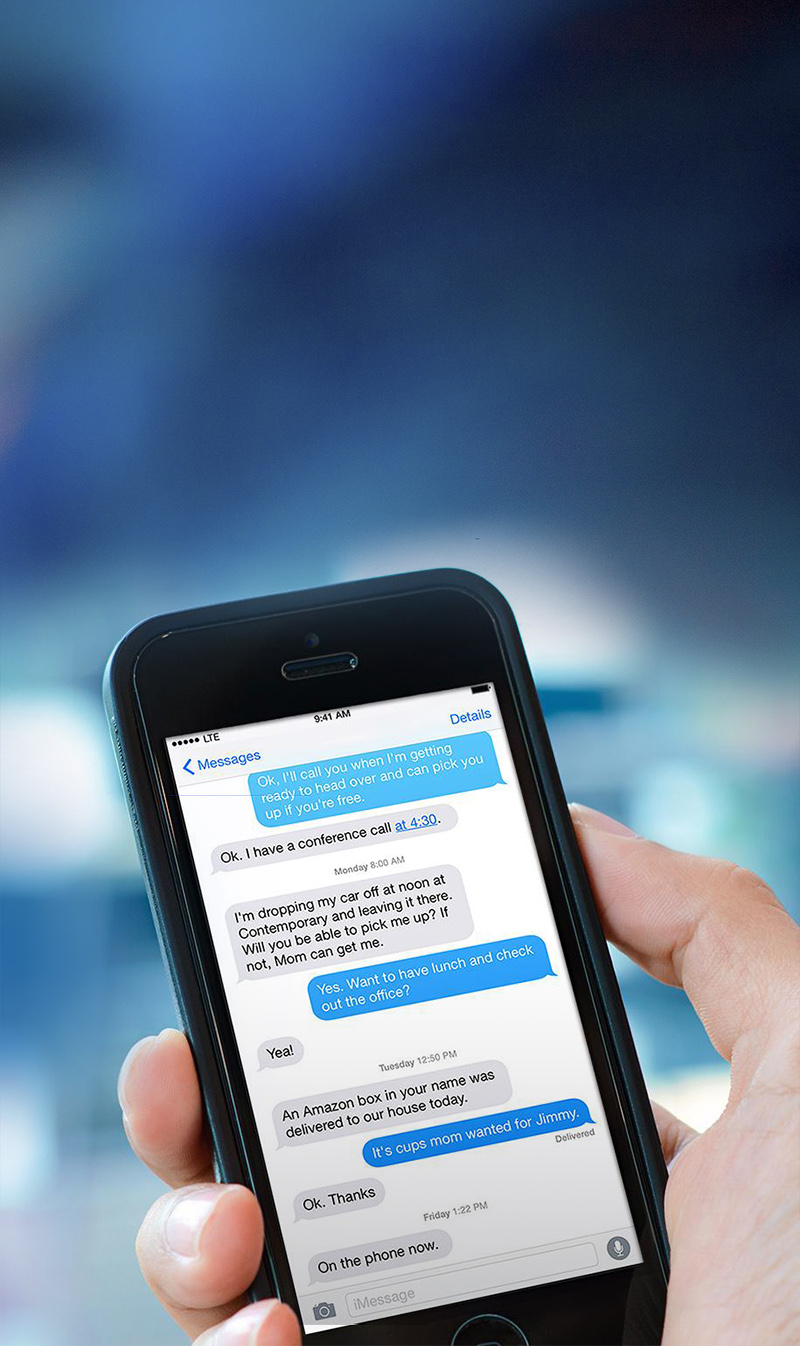 LTE 9:41 AM
Messages Details
Ok, I'll call you when I'm getting
ready to head over and can pick you
up if you're free.
Ok. I have a conference call at 4:30.
Monday 8:00 AM
I'm dropping my car off at noon at
Contemporary and leaving it there.
Will you be able to pick me up? If
not, Mom can get me.
Yes. Want to have lunch and check
out the office?
Yea!
Tuesday 12:50 PM
An Amazon box in your name was
delivered to our house today.
It's cups mom wanted for Jimmy.
Delivered
Ok. Thanks
Friday 1:22 PM
On the phone now.
iMessage